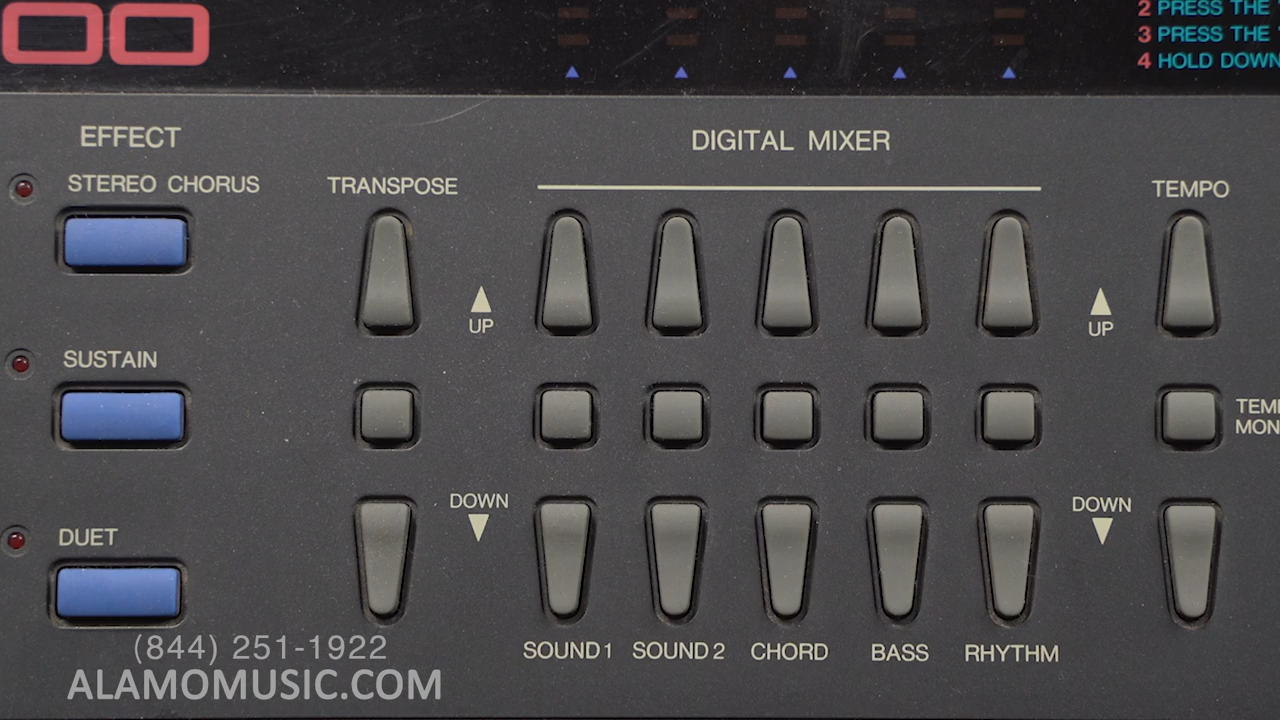 2 PRESS THE
3 PRESS THE
4 HOLD DOWN
EFFECT
DIGITAL MIXER
STEREO CHORUS
TRANSPOSE
TEMPO
UP
UP
SUSTAIN
DOWN
DOWN
DUET
SOUND 1 SOUND 2 CHORD BASS RHYTHM
(844) 251-1922
ALAMOMUSIC.COM